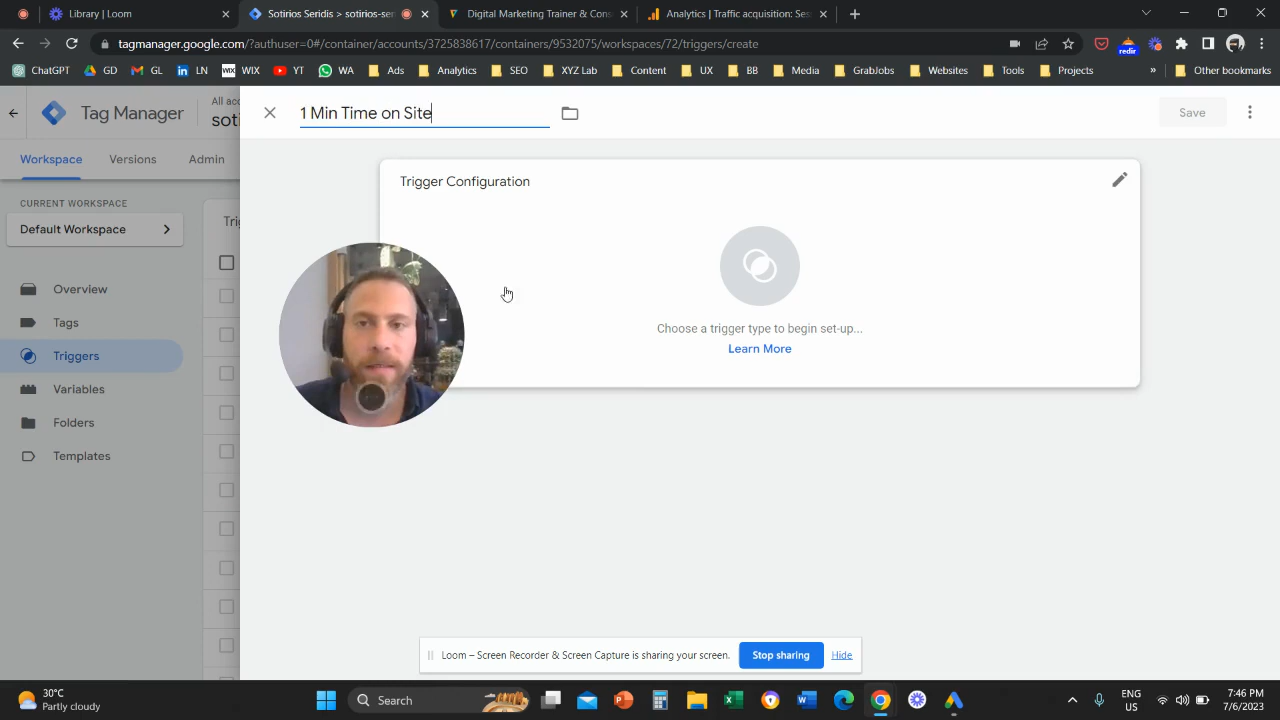 Library | Loom
Sotirios Seridis > sotirios-ser
Digital Marketing Trainer & Cons
Analytics | Traffic acquisition: Ses
tagmanager.google.com/?authuser=0#/container/accounts/3725838617/containers/9532075/workspaces/72/triggers/create
redir
ChatGPT
GD
GL
LN
WIX
WIX
YT
WA
Ads
Analytics
SEO
XYZ Lab
Content
UX
BB
Media
GrabJobs
Websites
Tools
Projects
»
Other bookmarks
Tag Manager
All acc
soti
1 Min Time on Site
Save
Workspace
Versions
Admin
Trigger Configuration
CURRENT WORKSPACE
Default Workspace
Trig
Overview
Tags
Triggers
Variables
Folders
Templates
Choose a trigger type to begin set-up...
Learn More
Loom – Screen Recorder & Screen Capture is sharing your screen.
Stop sharing
Hide
30°C
Partly cloudy
Search
ENG
US
7:46 PM
7/6/2023